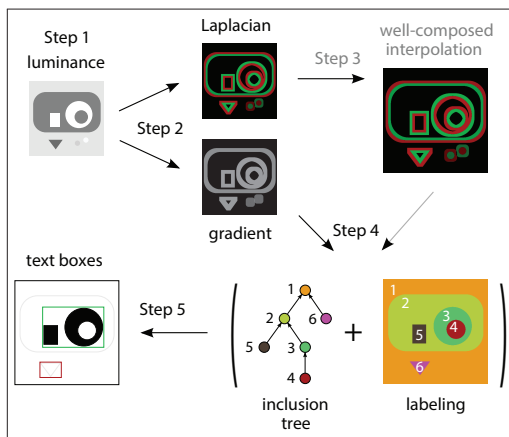 Step 1
luminance
Laplacian
Step 3
well-composed
interpolation
Step 2
gradient
Step 4
text boxes
Step 5
1
2
6
5
3
4
+
inclusion
tree
1
2
3
4
5
6
labeling